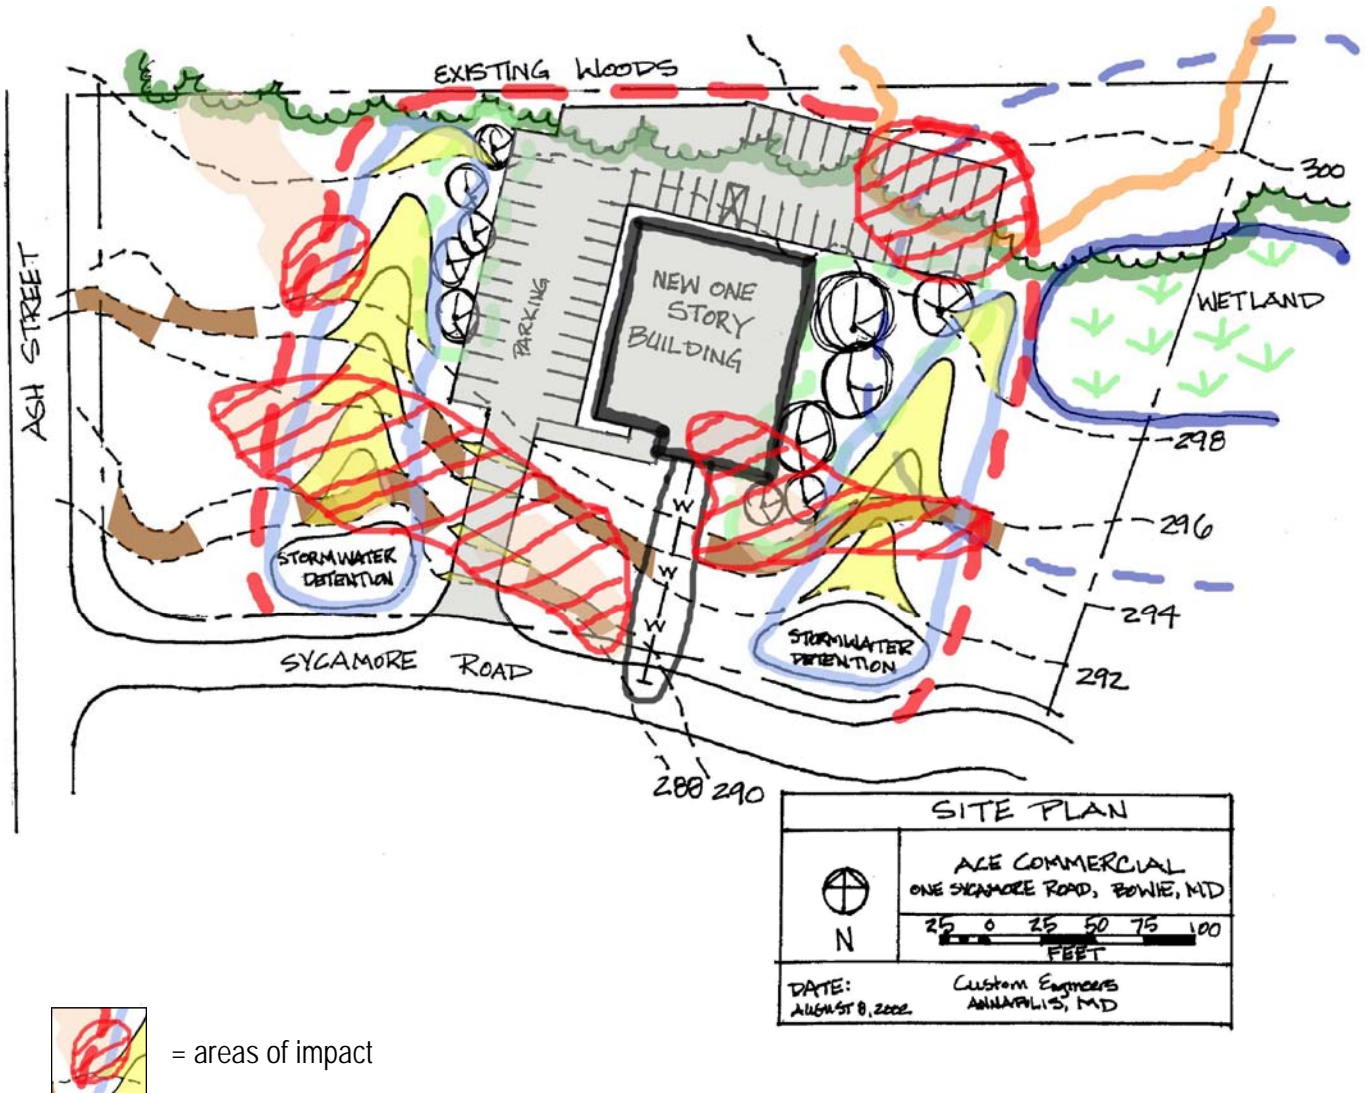 EXISTING WOODS
300
ASH STREET
PARKING
NEW ONE
STORY
BUILDING
WETLAND
298
W
296
W
STORMWATER
DETENTION
294
W
STORMWATER
DETENTION
SYCAMORE ROAD
292
288 290
SITE PLAN
ACE COMMERCIAL
ONE SYCAMORE ROAD, BOWIE, MD
N
25 0 25 50 75 100
FEET
DATE:
AUGUST 8, 2002
Custom Engineers
ANNAPOLIS, MD
= areas of impact